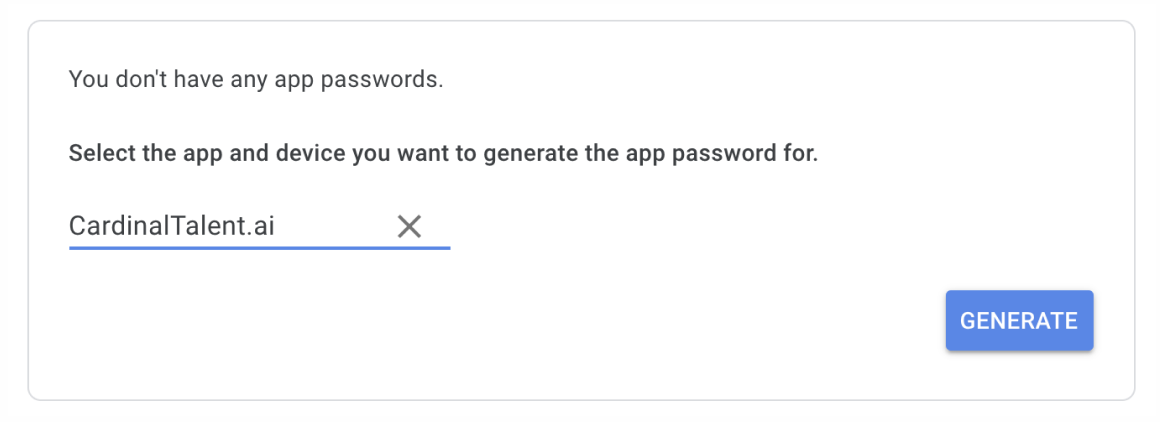 You don't have any app passwords.
Select the app and device you want to generate the app password for.
CardinalTalent.ai
GENERATE